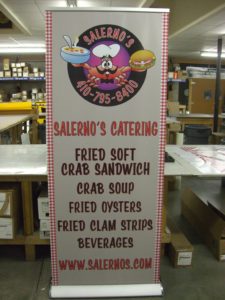 SALERNO'S
410-795-8400
SALERNO'S CATERING
FRIED SOFT
CRAB SANDWICH
CRAB SOUP
FRIED OYSTERS
FRIED CLAM STRIPS
BEVERAGES
WWW.SALERNOS.COM